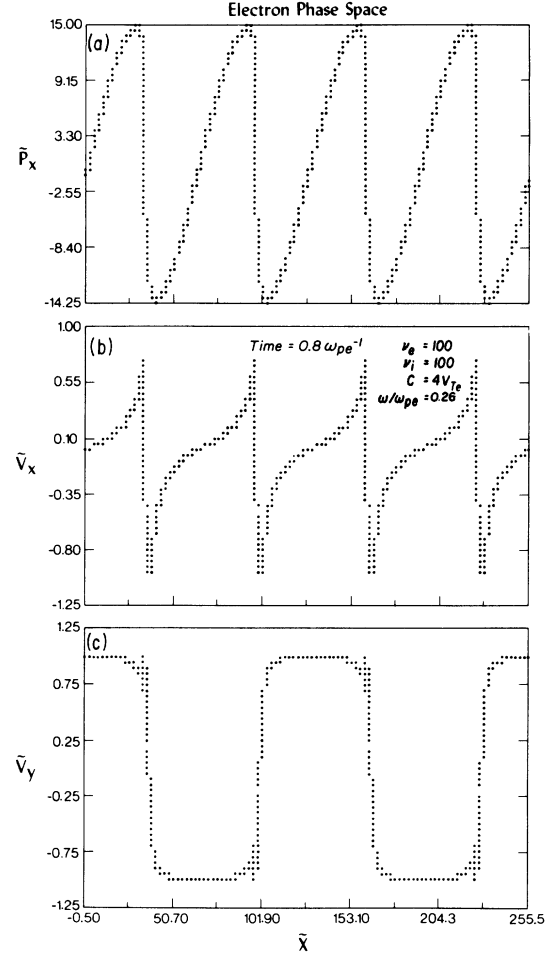 Electron Phase Space
15.00
(a)
9.15
3.30
P̃x
-2.55
-8.40
-14.25
1.00
(b)
Time = 0.8 ωpe⁻¹
νe = 100
νi = 100
C = 4VTe
ω/ωpe = 0.26
0.55
0.10
Ṽx
-0.35
-0.80
-1.25
1.25
(c)
0.75
0.25
Ṽy
-0.25
-0.75
-1.25
-0.50 50.70 101.90 153.10 204.3 255.5
X̃